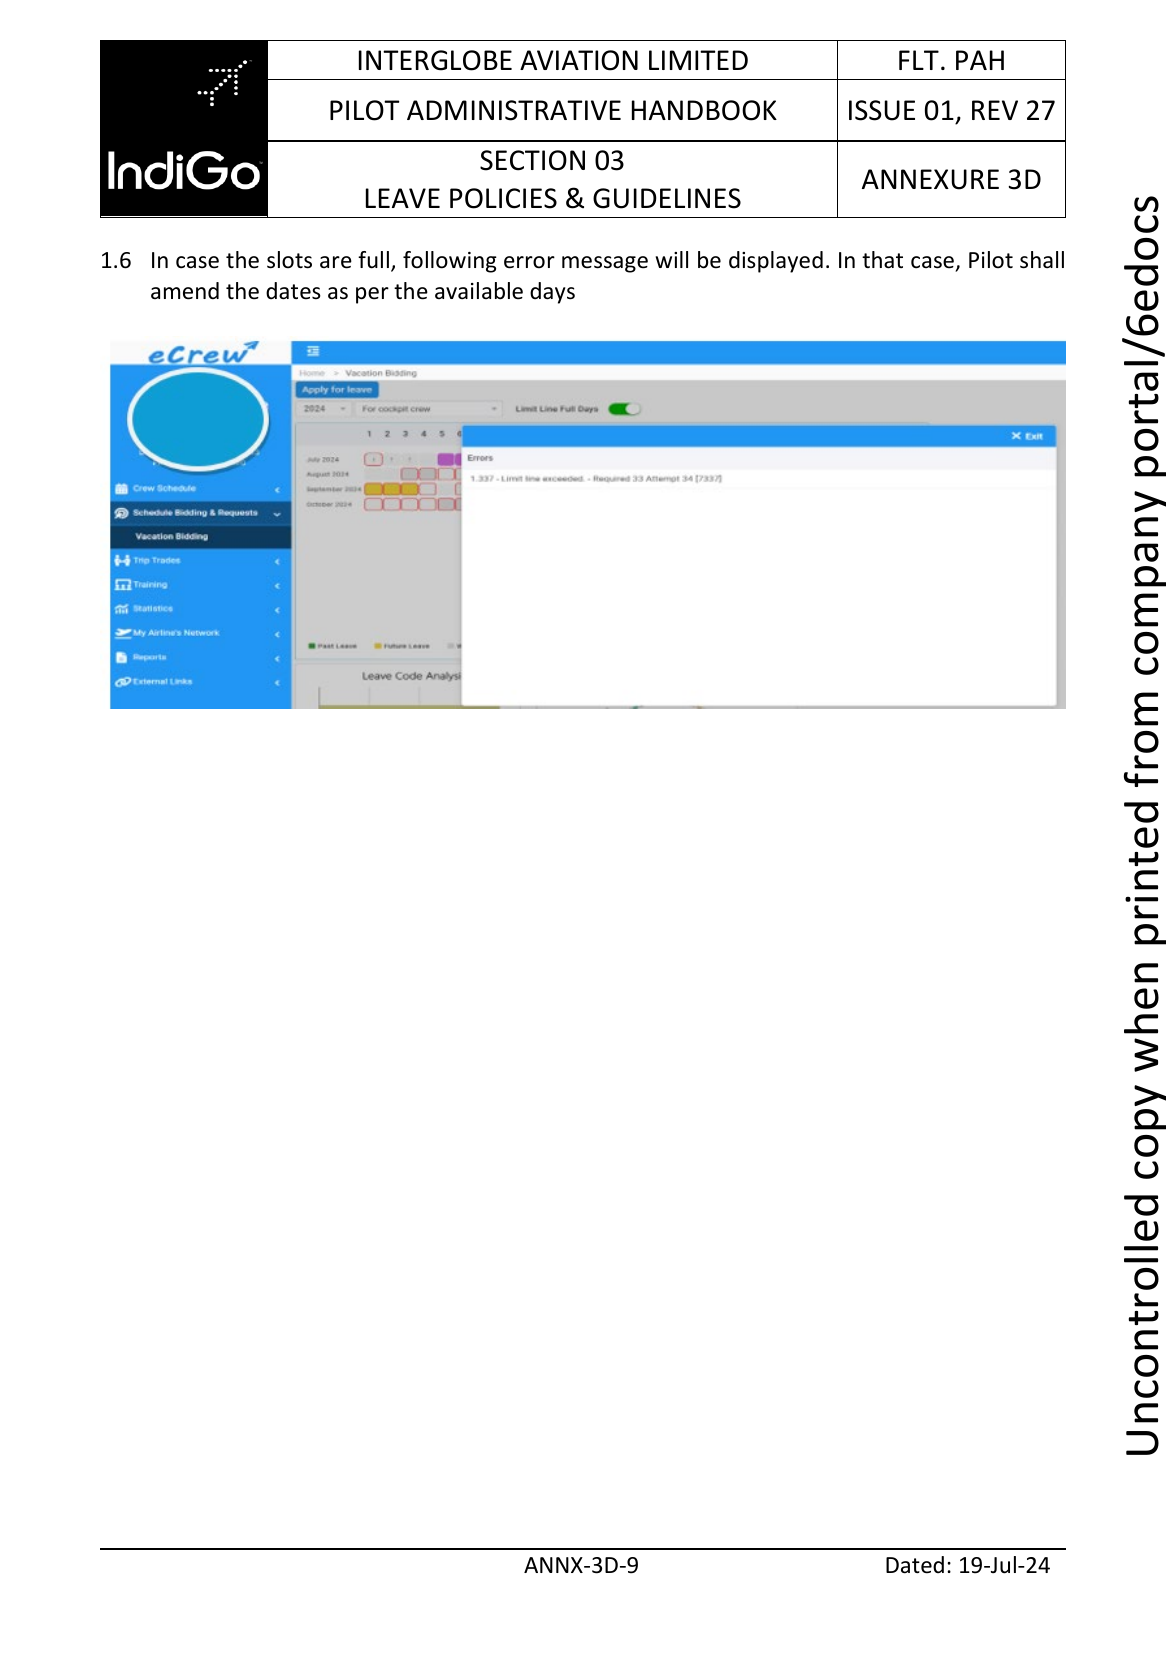 INTERGLOBE AVIATION LIMITED
FLT. PAH
PILOT ADMINISTRATIVE HANDBOOK
ISSUE 01, REV 27
IndiGo
SECTION 03
LEAVE POLICIES & GUIDELINES
ANNEXURE 3D
1.6 In case the slots are full, following error message will be displayed. In that case, Pilot shall
amend the dates as per the available days
eCrew
Home > Vacation Bidding
Apply for leave
2024
For cockpit crew
Limit Line Full Days
1 2 3 4 5
Exit
Errors
1.337 - Limit line exceeded. - Required 33 Attempt 34 [7337]
July 2024
August 2024
September 2024
October 2024
Crew Schedule
Schedule Bidding & Requests
Vacation Bidding
Trip Trades
Training
Statistics
My Airline's Network
Reports
External Links
Past Leave
Future Leave
Leave Code Analysi
Uncontrolled copy when printed from company portal/6edocs
ANNX-3D-9
Dated: 19-Jul-24